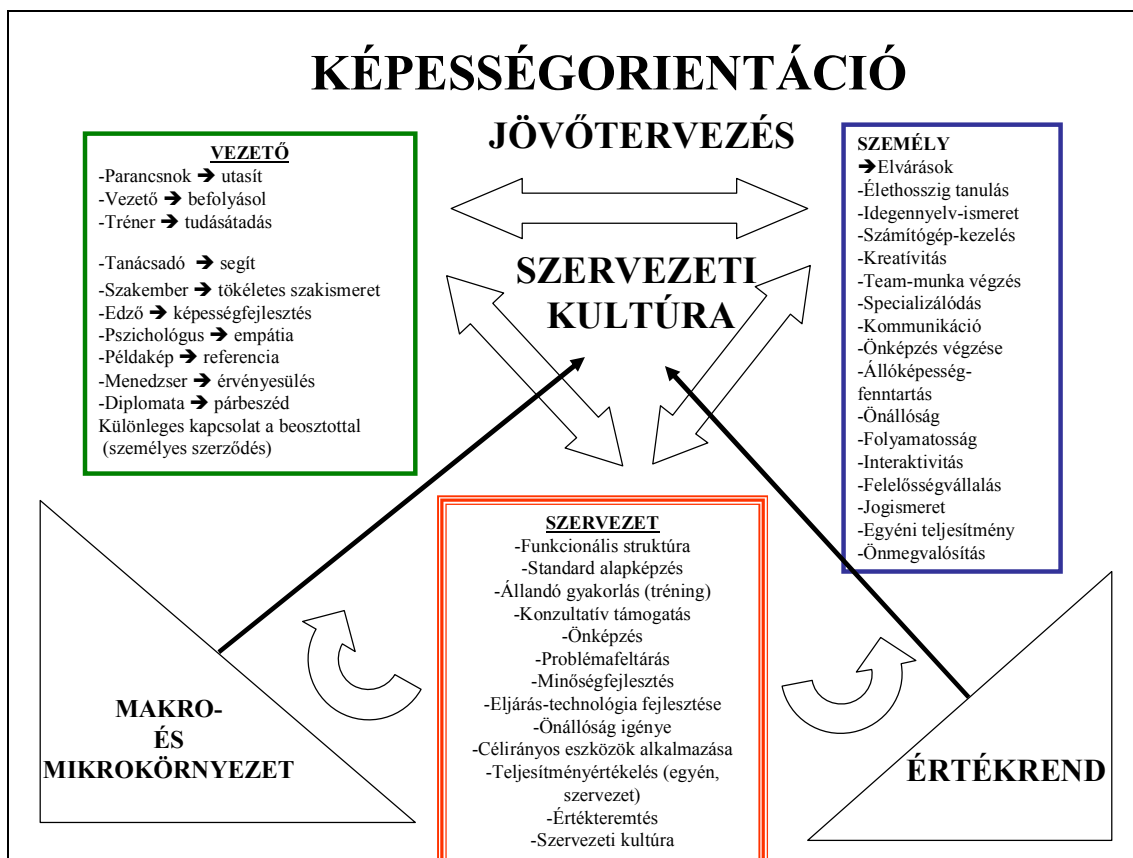 KÉPESSÉGORIENTÁCIÓ
JÖVŐTERVEZÉS
VEZETŐ
-Parancsnok ➔ utasít
-Vezető ➔ befolyásol
-Tréner ➔ tudásátadás
-Tanácsadó ➔ segít
-Szakember ➔ tökéletes szakismeret
-Edző ➔ képességfejlesztés
-Pszichológus ➔ empátia
-Példakép ➔ referencia
-Menedzser ➔ érvényesülés
-Diplomata ➔ párbeszéd
Különleges kapcsolat a beosztottal
(személyes szerződés)
SZERVEZETI
KULTÚRA
SZEMÉLY
➔Elvárások
-Élethosszig tanulás
-Idegennyelv-ismeret
-Számítógép-kezelés
-Kreatívitás
-Team-munka végzés
-Specializálódás
-Kommunikáció
-Önképzés végzése
-Állóképesség-
fenntartás
-Önállóság
-Folyamatosság
-Interaktivitás
-Felelősségvállalás
-Jogismeret
-Egyéni teljesítmény
-Önmegvalósítás
SZERVEZET
-Funkcionális struktúra
-Standard alapképzés
-Állandó gyakorlás (tréning)
-Konzultatív támogatás
-Önképzés
-Problémafeltárás
-Minőségfejlesztés
-Eljárás-technológia fejlesztése
-Önállóság igénye
-Célirányos eszközök alkalmazása
-Teljesítményértékelés (egyén,
szervezet)
-Értékteremtés
-Szervezeti kultúra
MAKRO-
ÉS
MIKROKÖRNYEZET
ÉRTÉKREND